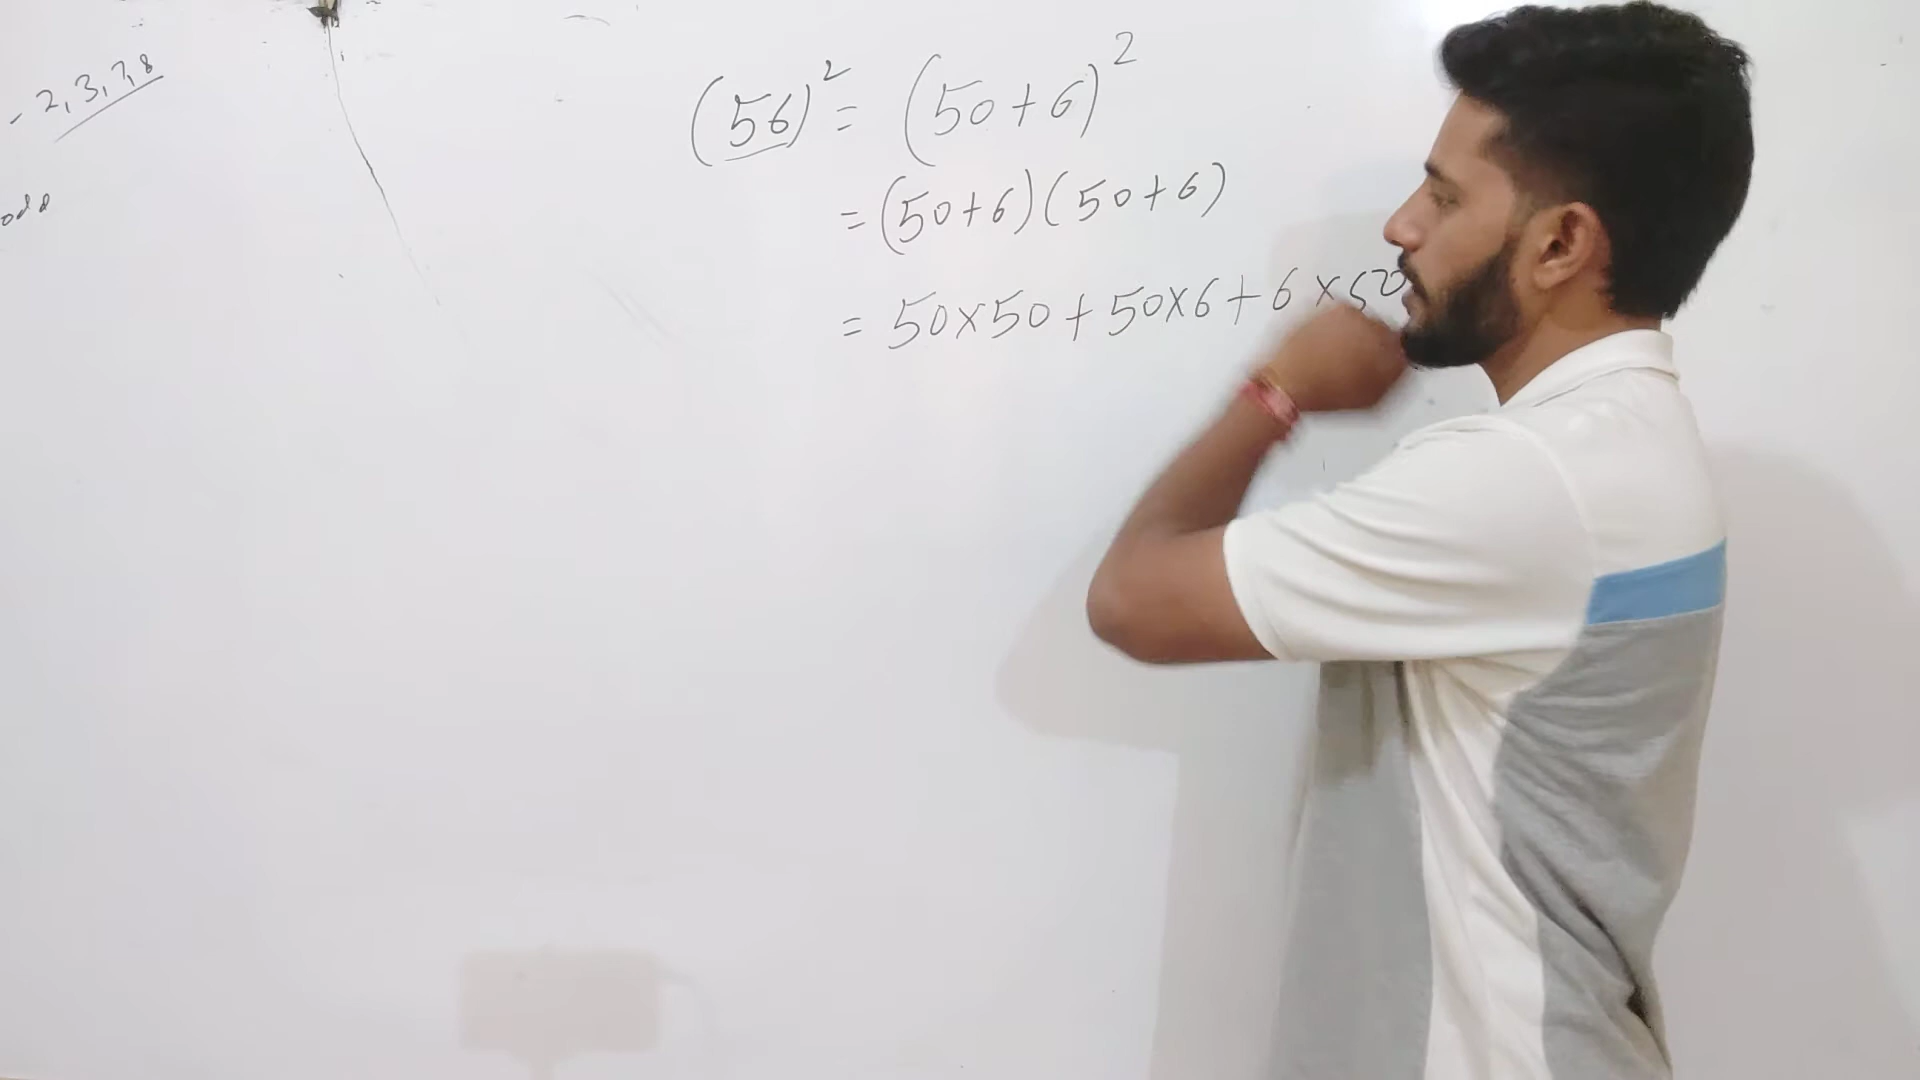 - 2, 3, 7, 8
odd
(56)² = (50+6)²
= (50+6)(50+6)
= 50×50 + 50×6 + 6×50